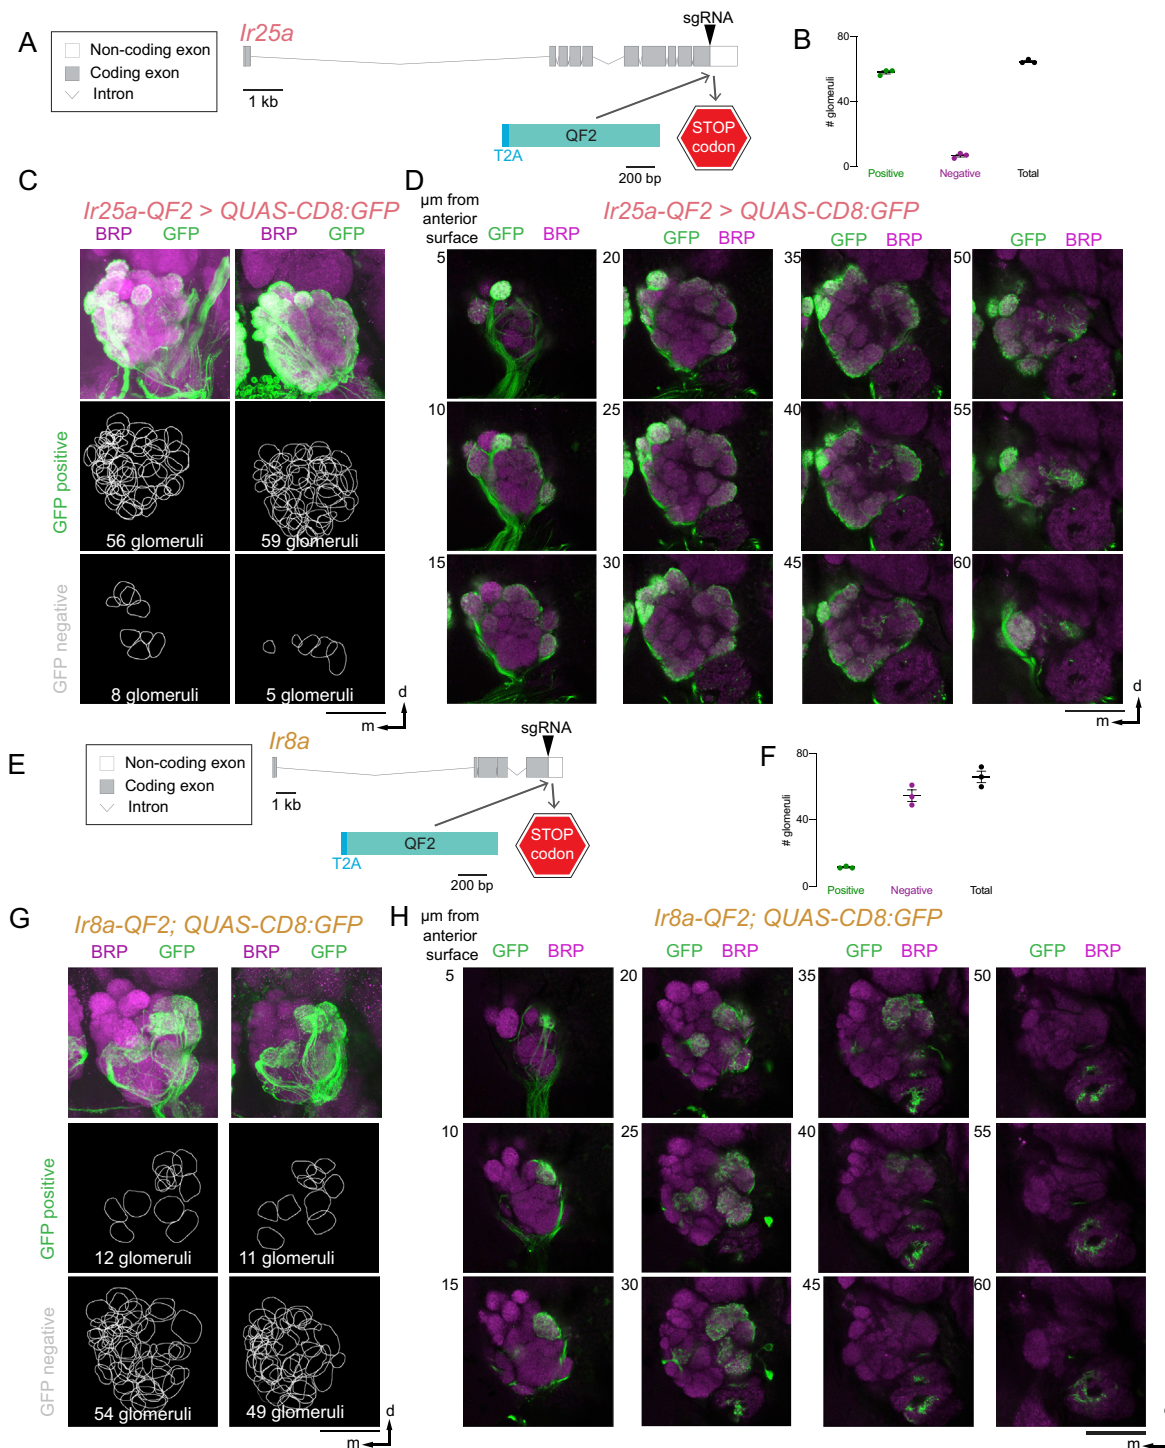 A
Ir25a
sgRNA
Non-coding exon
Coding exon
Intron
1 kb
QF2
T2A
STOP
codon
200 bp
B
# glomeruli
80
40
0
Positive
Negative
Total
C
Ir25a-QF2 > QUAS-CD8:GFP
BRP
GFP
BRP
GFP
GFP positive
56 glomeruli
59 glomeruli
GFP negative
8 glomeruli
5 glomeruli
d
m
D
µm from
anterior
surface
Ir25a-QF2 > QUAS-CD8:GFP
GFP
BRP
GFP
BRP
GFP
BRP
GFP
BRP
5
20
35
50
10
25
40
55
15
30
45
60
d
m
E
Ir8a
sgRNA
Non-coding exon
Coding exon
Intron
1 kb
QF2
T2A
STOP
codon
200 bp
F
# glomeruli
80
40
0
Positive
Negative
Total
G
Ir8a-QF2; QUAS-CD8:GFP
BRP
GFP
BRP
GFP
GFP positive
12 glomeruli
11 glomeruli
GFP negative
54 glomeruli
49 glomeruli
d
m
H
µm from
anterior
surface
Ir8a-QF2; QUAS-CD8:GFP
GFP
BRP
GFP
BRP
GFP
BRP
GFP
BRP
5
20
35
50
10
25
40
55
15
30
45
60
m